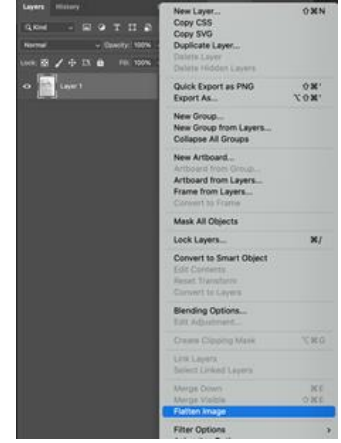 Layers History
Kind
Normal Opacity: 100%
Lock: Fill: 100%
Layer 1
New Layer... ⇧⌘N
Copy CSS
Copy SVG
Duplicate Layer...
Delete Layer
Delete Hidden Layers
Quick Export as PNG ⇧⌘'
Export As... ⌥⇧⌘'
New Group...
New Group from Layers...
Collapse All Groups
New Artboard...
Artboard from Group...
Artboard from Layers...
Frame from Layers...
Convert to Frame
Mask All Objects
Lock Layers... ⌘/
Convert to Smart Object
Edit Contents
Reset Transform
Convert to Layers
Blending Options...
Edit Adjustment...
Create Clipping Mask ⌥⌘G
Link Layers
Select Linked Layers
Merge Down ⌘E
Merge Visible ⇧⌘E
Flatten Image
Filter Options